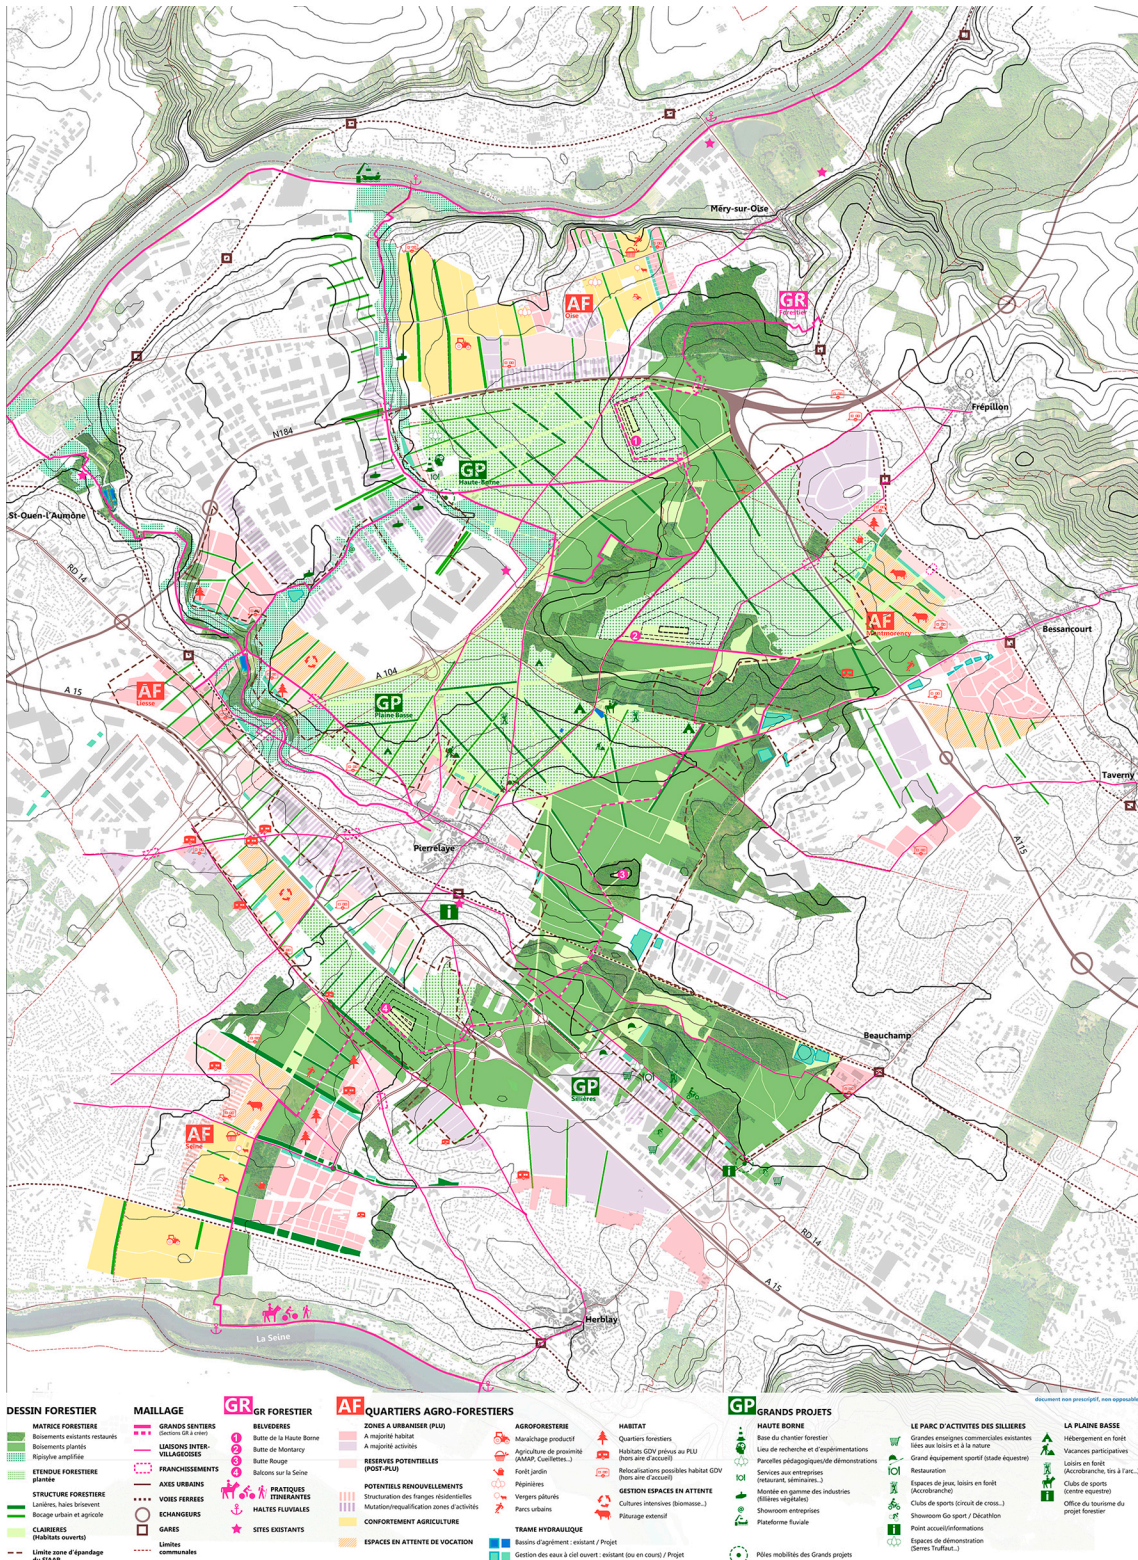 Méry-sur-Oise
AF
Oise
GR
Forestier
Frépillon
N184
1
GP
Haute-Borne
St-Ouen-l'Aumône
RD 14
2
AF
Montmorency
Bessancourt
A 104
A 15
AF
Liesse
GP
Plaine Basse
Taverny
Pierrelaye
A115
3
i
4
Beauchamp
GP
Sillières
AF
Seine
i
RD 14
A 15
Herblay
La Seine
document non prescriptif, non opposable
DESSIN FORESTIER
MATRICE FORESTIERE
Boisements existants restaurés
Boisements plantés
Ripisylve amplifiée
ETENDUE FORESTIERE
plantée
STRUCTURE FORESTIERE
Lanières, haies brisevent
Bocage urbain et agricole
CLAIRIERES
(Habitats ouverts)
Limite zone d'épandage
du SIAAP
MAILLAGE
GRANDS SENTIERS
(Sections GR à créer)
LIAISONS INTER-
VILLAGEOISES
FRANCHISSEMENTS
AXES URBAINS
VOIES FERREES
ECHANGEURS
GARES
Limites
communales
GR GR FORESTIER
BELVEDERES
1 Butte de la Haute Borne
2 Butte de Montarcy
3 Butte Rouge
4 Balcons sur la Seine
PRATIQUES
ITINERANTES
HALTES FLUVIALES
SITES EXISTANTS
AF QUARTIERS AGRO-FORESTIERS
ZONES A URBANISER (PLU)
A majorité habitat
A majorité activités
RESERVES POTENTIELLES
(POST-PLU)
POTENTIELS RENOUVELLEMENTS
Structuration des franges résidentielles
Mutation/requalification zones d'activités
CONFORTEMENT AGRICULTURE
ESPACES EN ATTENTE DE VOCATION
AGROFORESTERIE
Maraîchage productif
Agriculture de proximité
(AMAP, Cueillettes...)
Forêt jardin
Pépinières
Vergers pâturés
Parcs urbains
TRAME HYDRAULIQUE
Bassins d'agrément : existant / Projet
Gestion des eaux à ciel ouvert : existant (ou en cours) / Projet
HABITAT
Quartiers forestiers
Habitats GDV prévus au PLU
(hors aire d'accueil)
Relocalisations possibles habitat GDV
(hors aire d'accueil)
GESTION ESPACES EN ATTENTE
Cultures intensives (biomasse...)
Pâturage extensif
GP GRANDS PROJETS
HAUTE BORNE
Base du chantier forestier
Lieu de recherche et d'expérimentations
Parcelles pédagogiques/de démonstrations
Services aux entreprises
(retaurant, séminaires...)
Montée en gamme des industries
(fillières végétales)
Showroom entreprises
Plateforme fluviale
Pôles mobilités des Grands projets
LE PARC D'ACTIVITES DES SILLIERES
Grandes enseignes commerciales existantes
liées aux loisirs et à la nature
Grand équipement sportif (stade équestre)
Restauration
Espaces de jeux, loisirs en forêt
(Accrobranche)
Clubs de sports (circuit de cross...)
Showroom Go sport / Décathlon
i Point accueil/informations
Espaces de démonstration
(Serres Truffaut...)
LA PLAINE BASSE
Hébergement en forêt
Vacances participatives
Loisirs en forêt
(Accrobranche, tirs à l'arc...)
Clubs de sports
(centre equestre)
i
Office du tourisme du
projet forestier